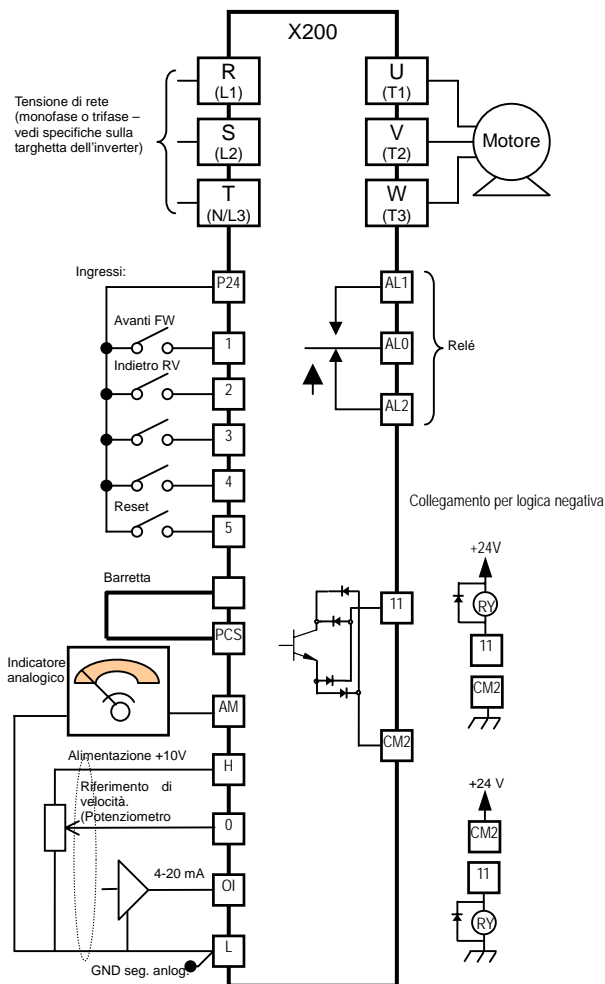 X200
R
(L1)
S
(L2)
T
(N/L3)
Tensione di rete
(monofase o trifase –
vedi specifiche sulla
targhetta dell'inverter)
U
(T1)
V
(T2)
W
(T3)
Motore
Ingressi:
P24
Avanti FW
1
Indietro RV
2
3
4
Reset
5
AL1
AL0
AL2
Relé
Collegamento per logica negativa
Barretta
PCS
Indicatore
analogico
AM
Alimentazione +10V
H
Riferimento di
velocità.
(Potenziometro
0
4-20 mA
OI
L
GND seg. analog.
11
CM2
+24V
RY
11
CM2
+24 V
CM2
11
RY